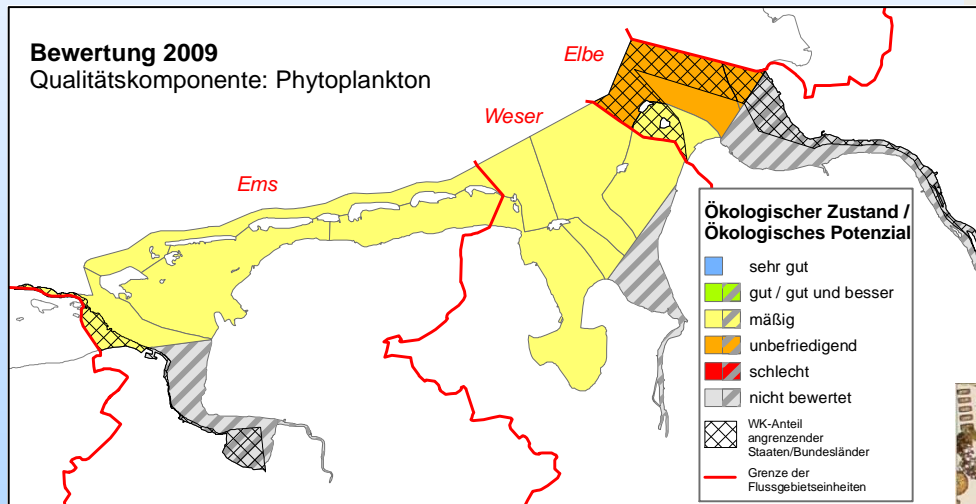 Bewertung 2009
Qualitätskomponente: Phytoplankton
Elbe
Weser
Ems
Ökologischer Zustand /
Ökologisches Potenzial
sehr gut
gut / gut und besser
mäßig
unbefriedigend
schlecht
nicht bewertet
WK-Anteil
angrenzender
Staaten/Bundesländer
Grenze der
Flussgebietseinheiten